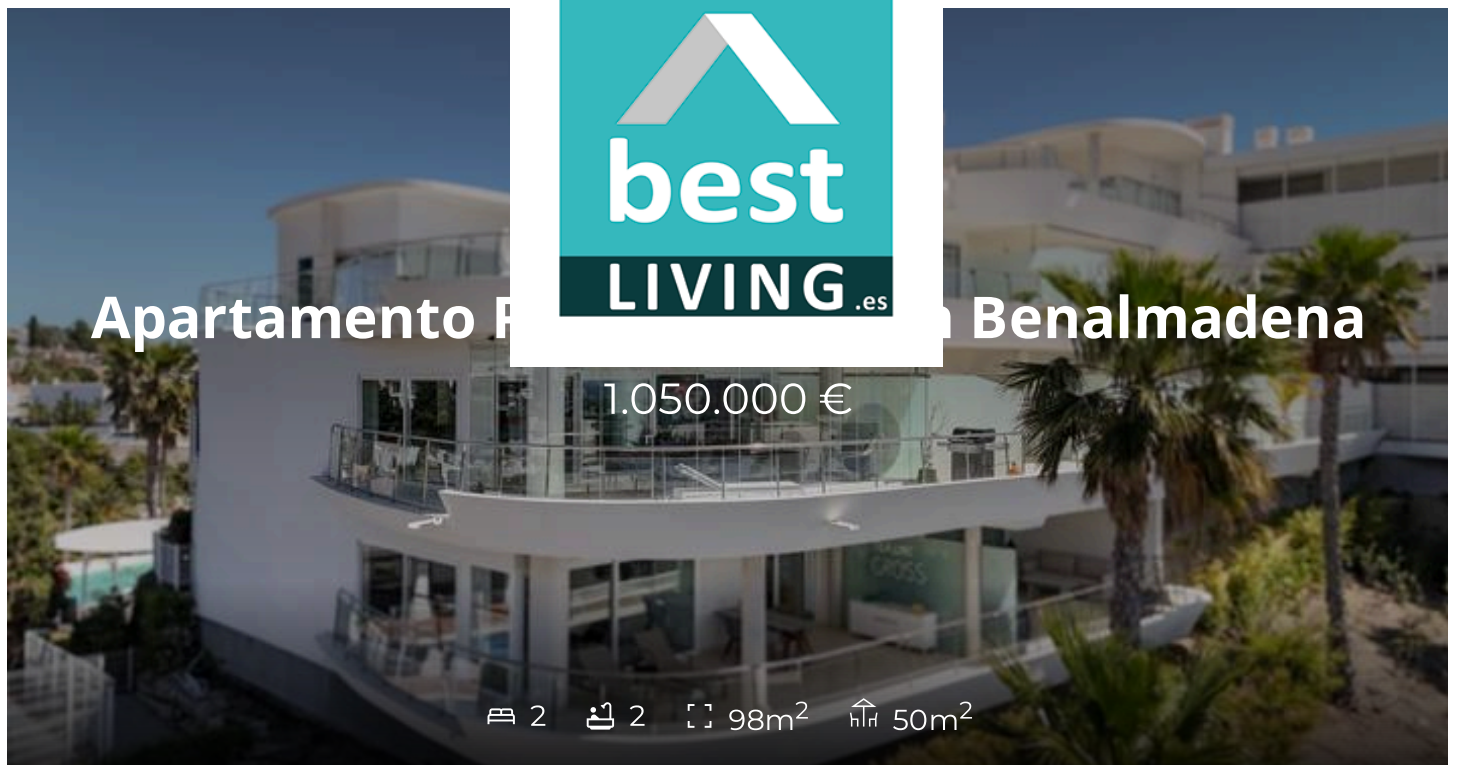 best
LIVING.es
Apartamento Benalmadena
1.050.000 €
2 2 98m² 50m²